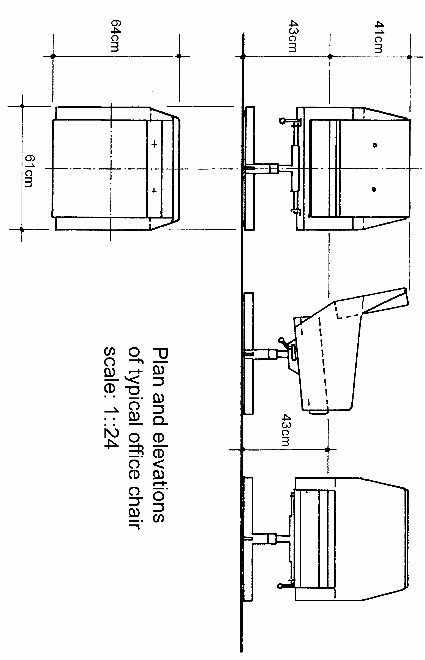 64cm
43cm
41cm
61cm
43cm
Plan and elevations
of typical office chair
scale: 1::24